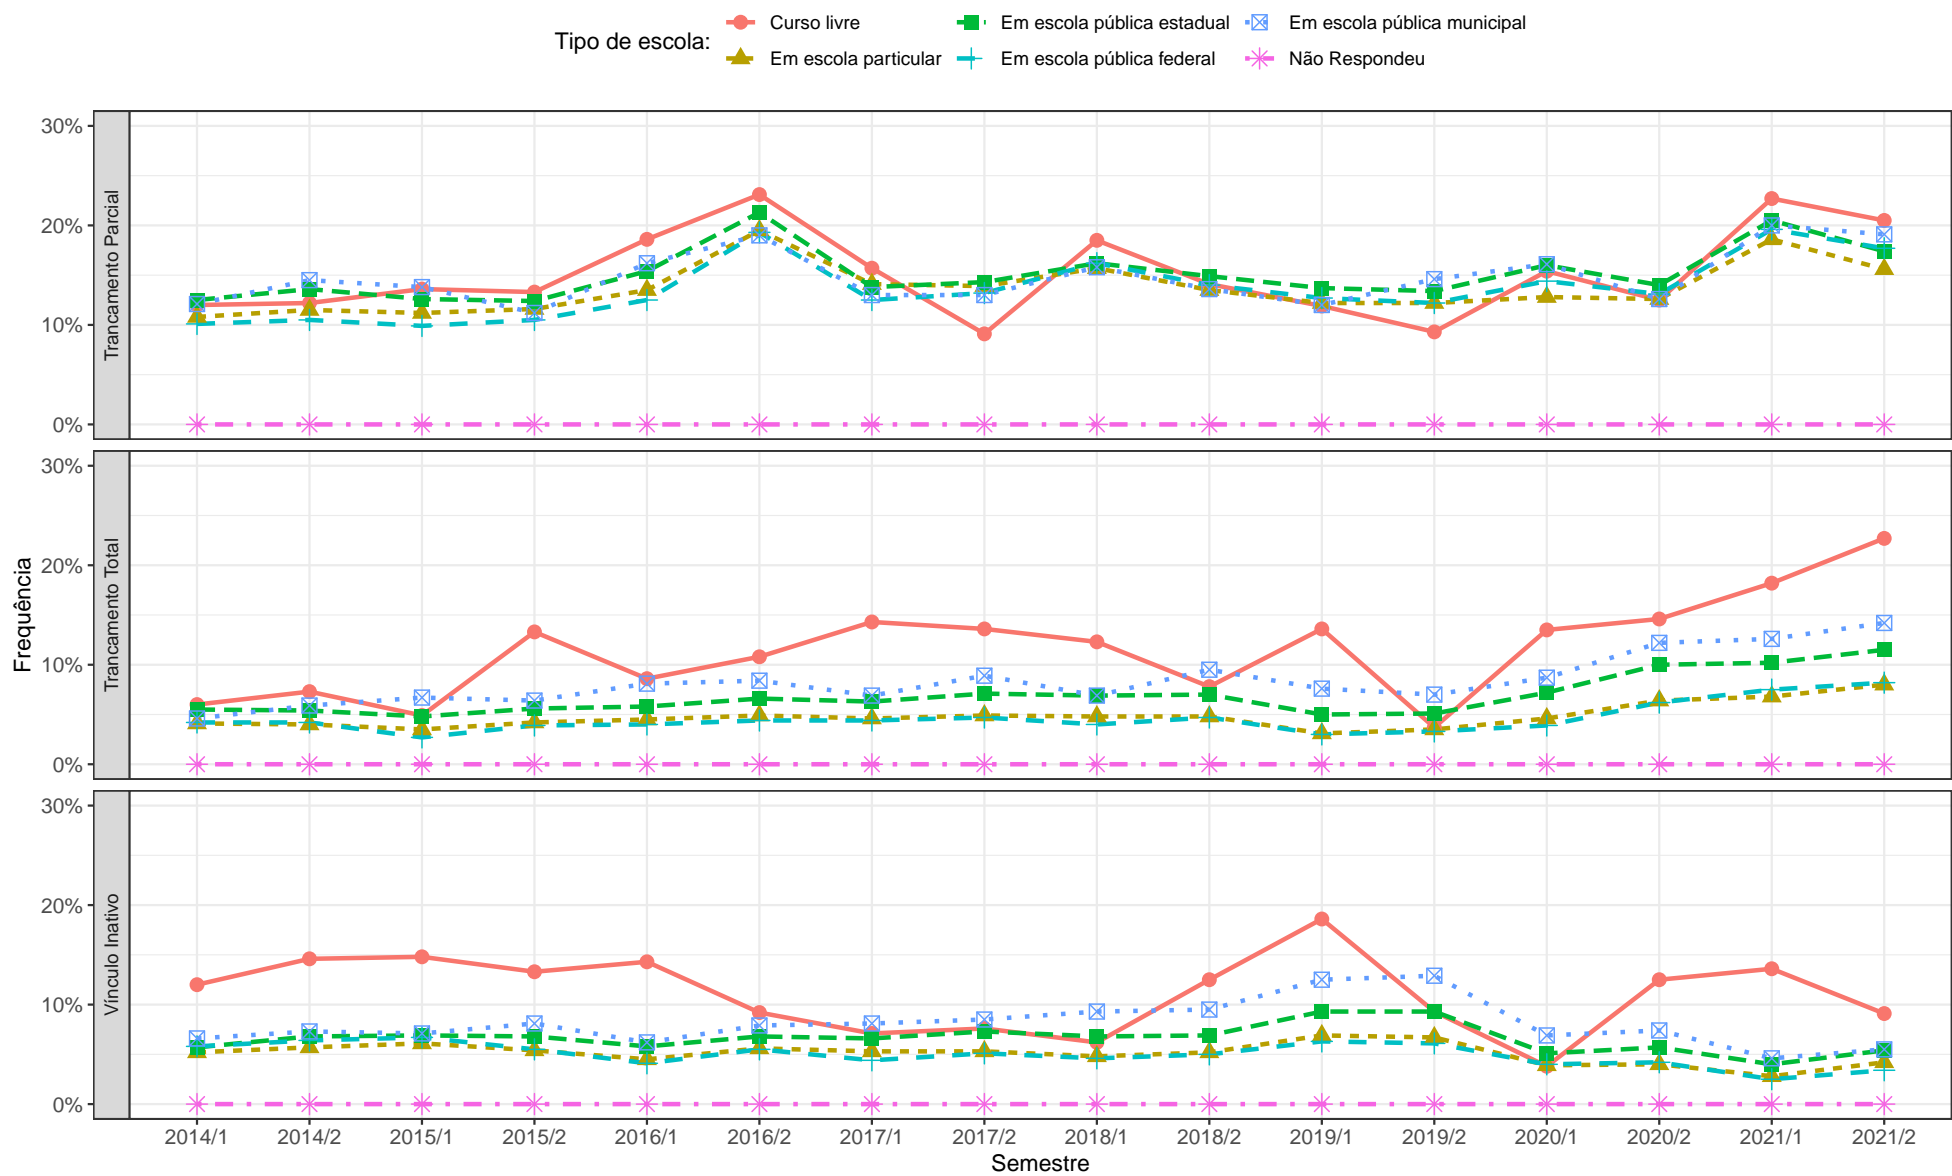 Tipo de escola:
Curso livre
Em escola particular
Em escola pública estadual
Em escola pública federal
Em escola pública municipal
Não Respondeu
Frequência
Trancamento Parcial
30%
20%
10%
0%
Trancamento Total
30%
20%
10%
0%
Vínculo Inativo
30%
20%
10%
0%
2014/1 2014/2 2015/1 2015/2 2016/1 2016/2 2017/1 2017/2 2018/1 2018/2 2019/1 2019/2 2020/1 2020/2 2021/1 2021/2
Semestre